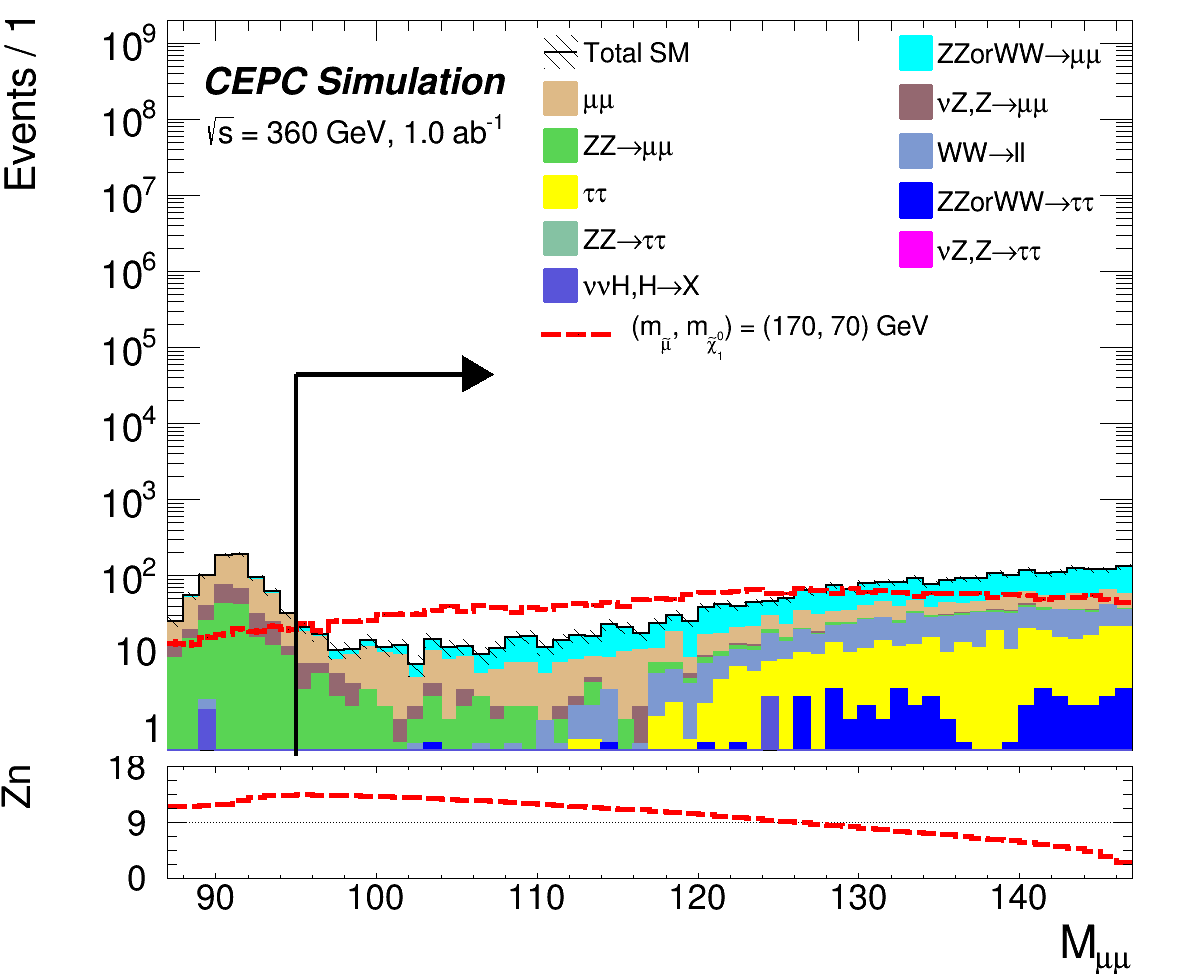 Events / 1
10⁹
10⁸
10⁷
10⁶
10⁵
10⁴
10³
10²
10
1
CEPC Simulation
√s = 360 GeV, 1.0 ab⁻¹
Total SM
μμ
ZZ→μμ
ττ
ZZ→ττ
ννH,H→X
ZZorWW→μμ
νZ,Z→μμ
WW→ll
ZZorWW→ττ
νZ,Z→ττ
(m_μ̃, m_χ̃⁰₁) = (170, 70) GeV
Zn
18
9
0
90 100 110 120 130 140
M_μμ